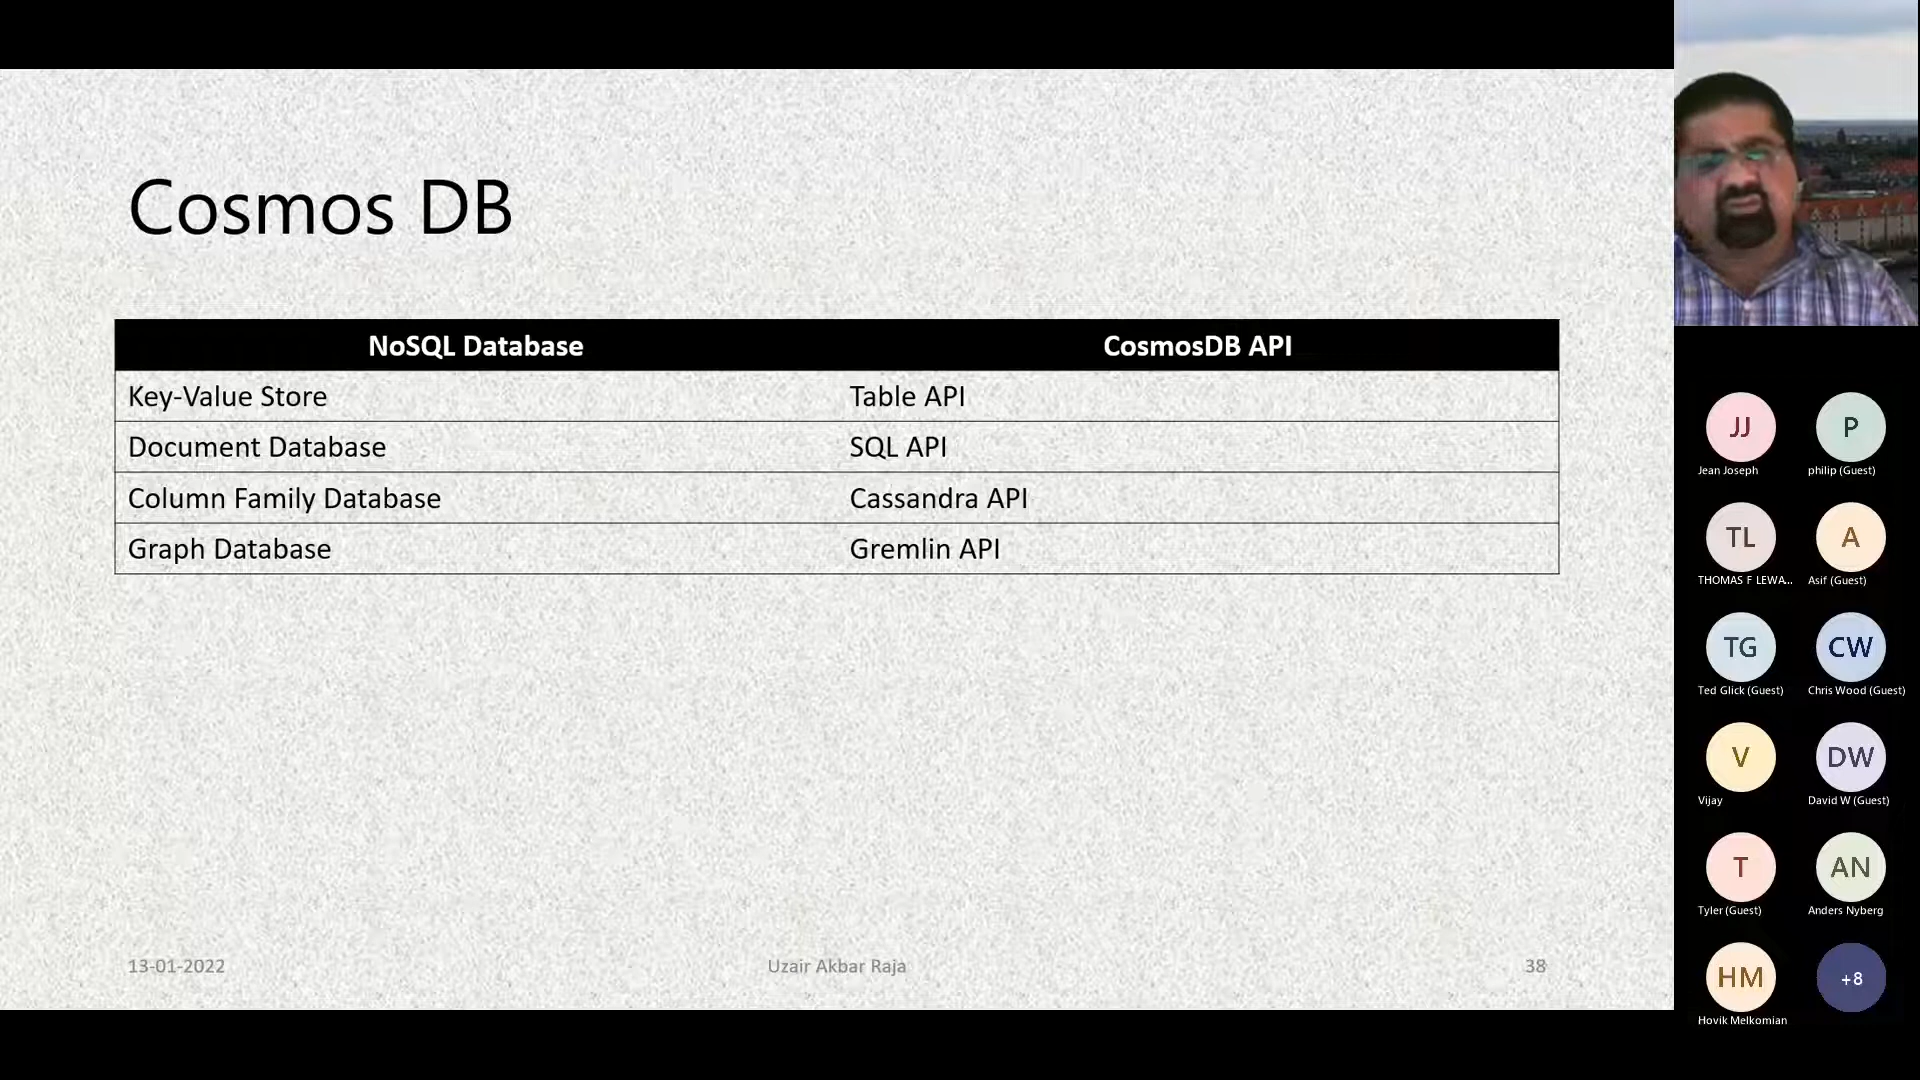 Cosmos DB
NoSQL Database CosmosDB API
Key-Value Store Table API
Document Database SQL API
Column Family Database Cassandra API
Graph Database Gremlin API
13-01-2022 Uzair Akbar Raja 38
JJ P
Jean Joseph philip (Guest)
TL A
THOMAS F LEWA... Asif (Guest)
TG CW
Ted Glick (Guest) Chris Wood (Guest)
V DW
Vijay David W (Guest)
T AN
Tyler (Guest) Anders Nyberg
HM +8
Hovik Melkomian